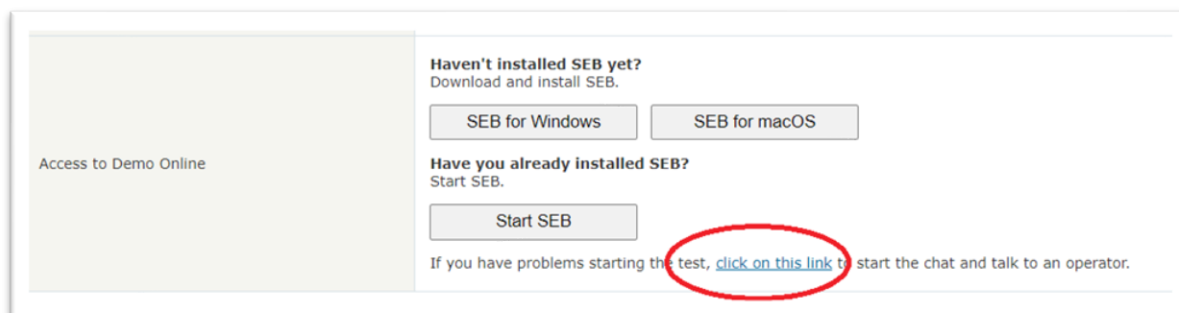 Haven't installed SEB yet?
Download and install SEB.
SEB for Windows
SEB for macOS
Access to Demo Online
Have you already installed SEB?
Start SEB.
Start SEB
If you have problems starting the test, click on this link to start the chat and talk to an operator.